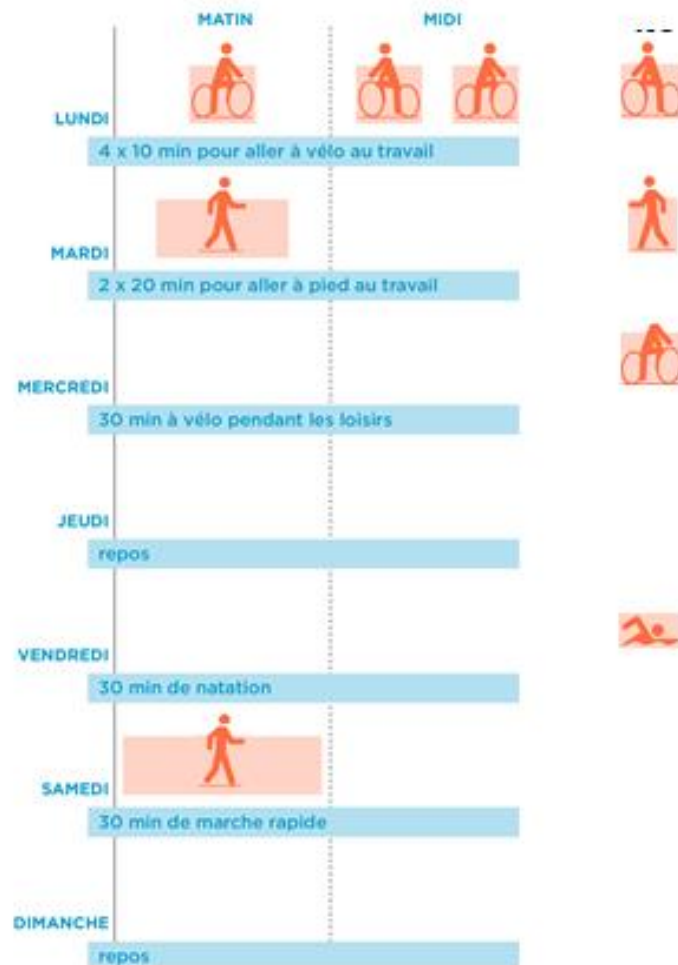 MATIN MIDI
LUNDI
4 x 10 min pour aller à vélo au travail
MARDI
2 x 20 min pour aller à pied au travail
MERCREDI
30 min à vélo pendant les loisirs
JEUDI
repos
VENDREDI
30 min de natation
SAMEDI
30 min de marche rapide
DIMANCHE
repos